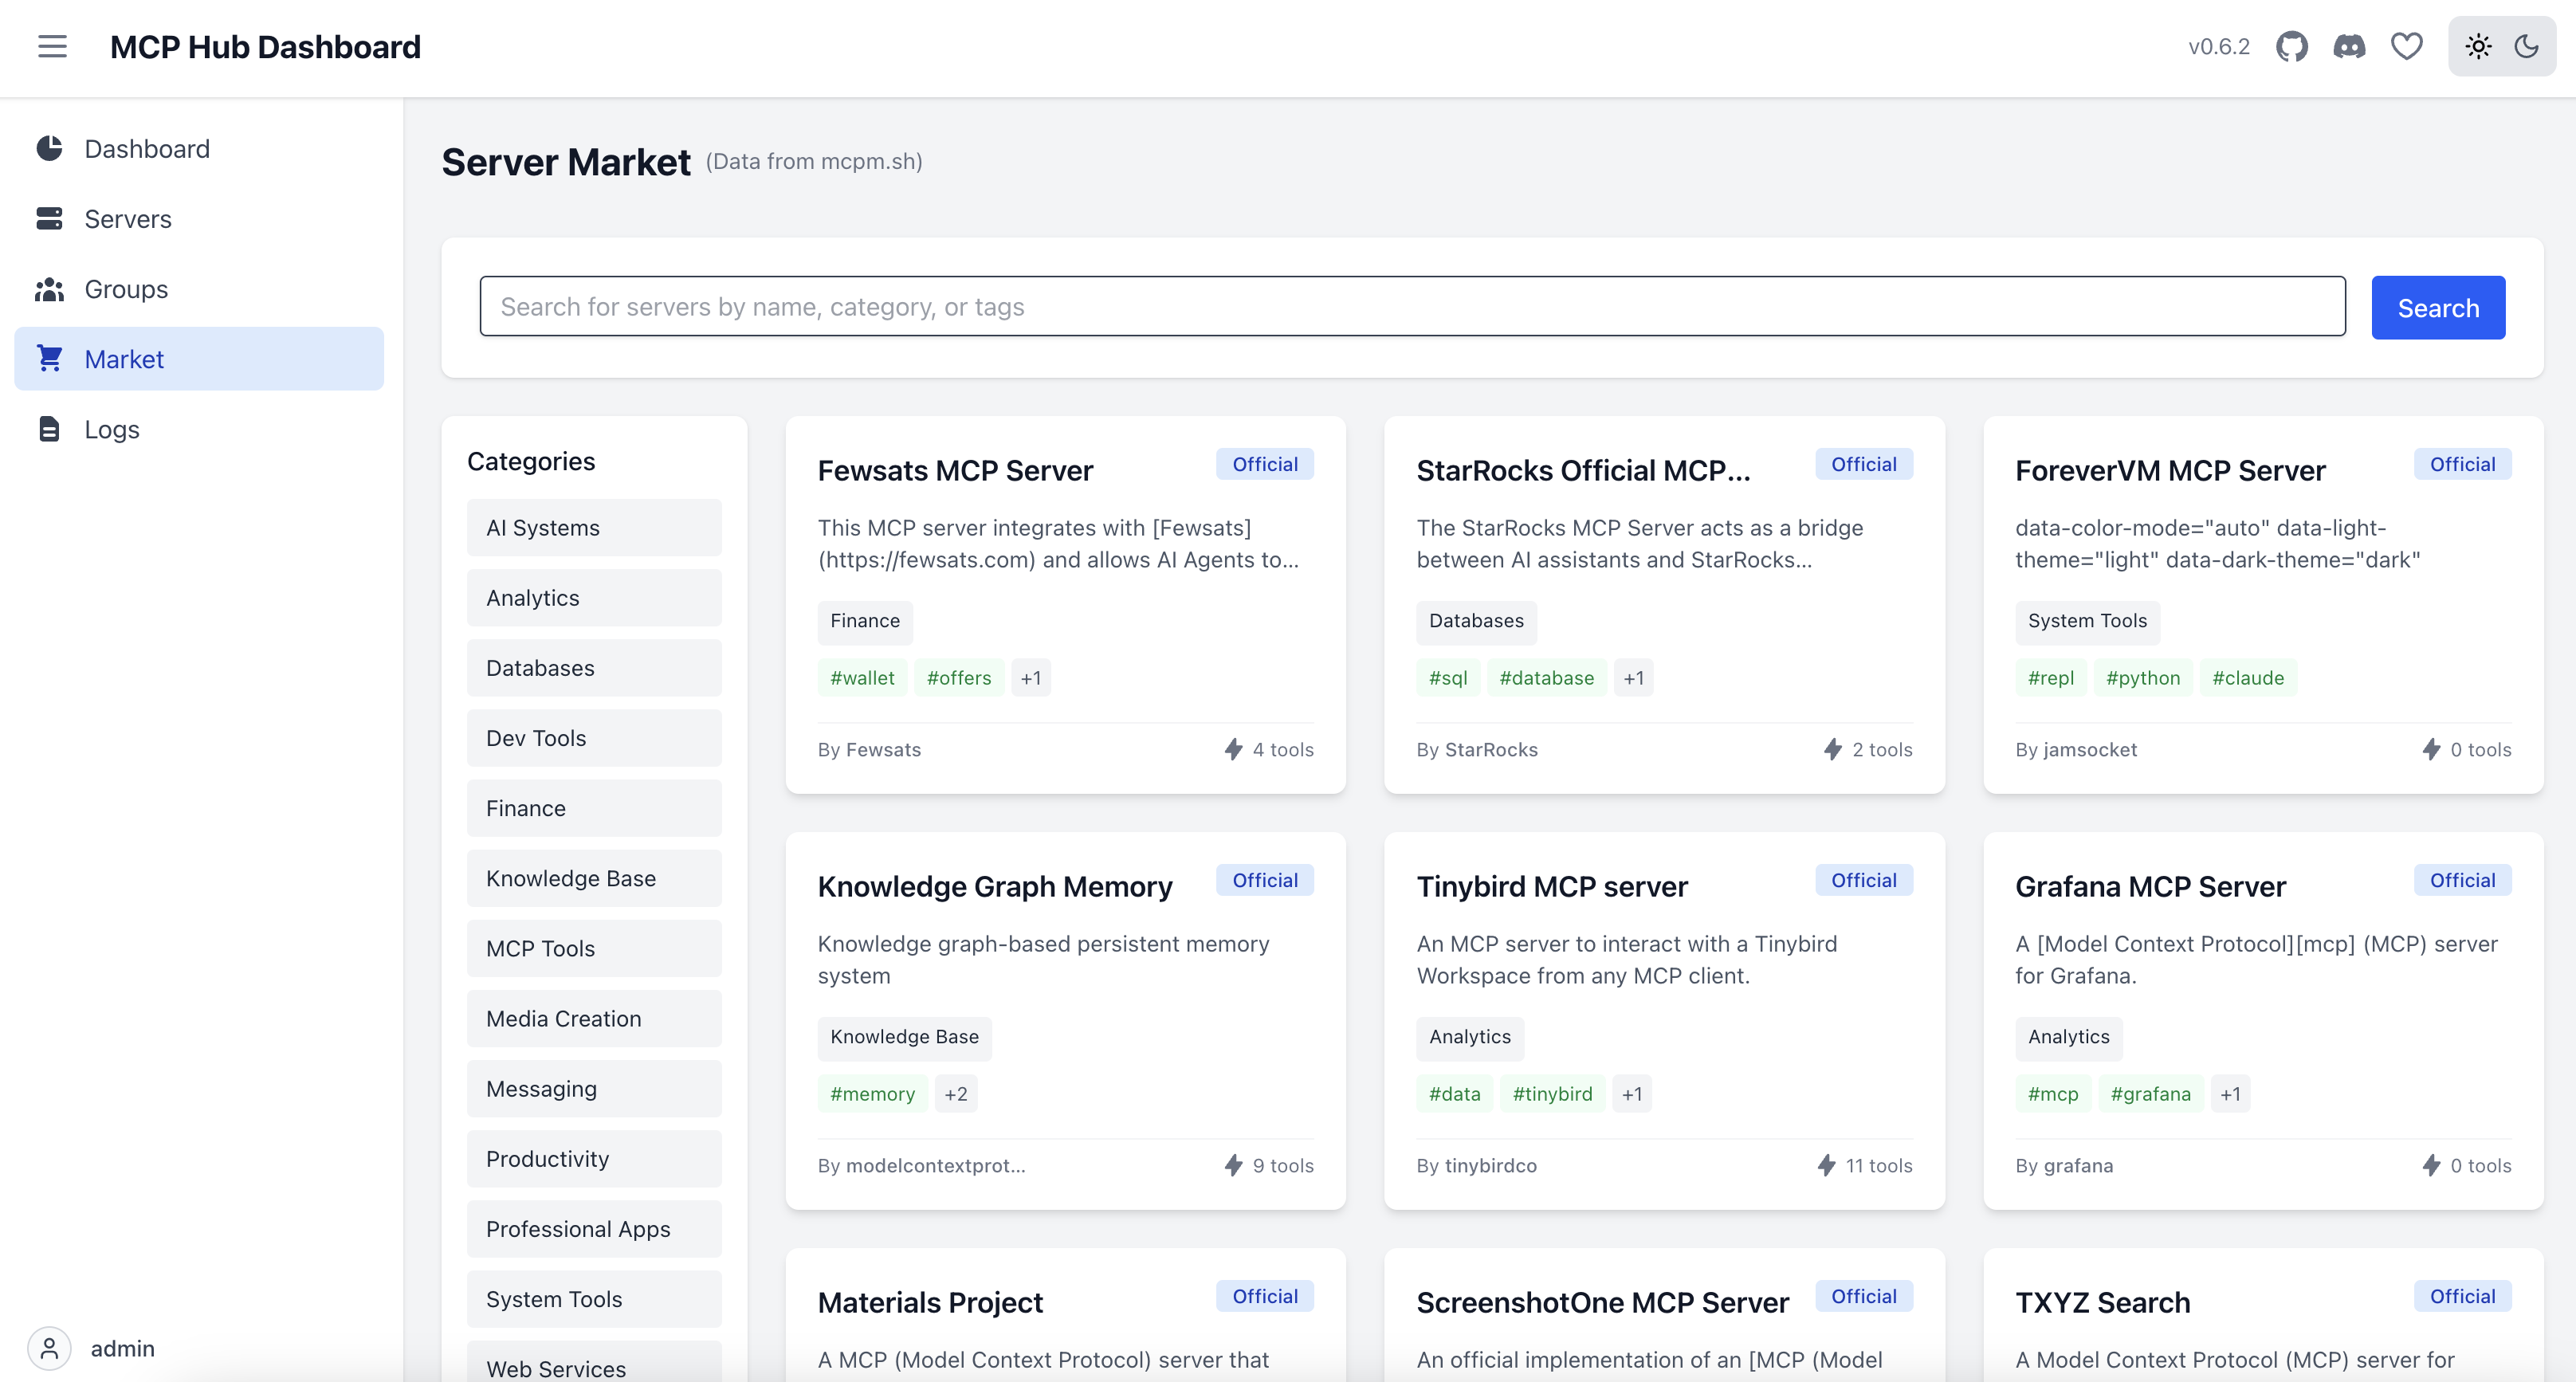 MCP Hub Dashboard
v0.6.2
Dashboard
Servers
Groups
Market
Logs
admin
Server Market (Data from mcpm.sh)
Search for servers by name, category, or tags
Search
Categories
AI Systems
Analytics
Databases
Dev Tools
Finance
Knowledge Base
MCP Tools
Media Creation
Messaging
Productivity
Professional Apps
System Tools
Web Services
Fewsats MCP Server
Official
This MCP server integrates with [Fewsats]
(https://fewsats.com) and allows AI Agents to...
Finance
#wallet #offers +1
By Fewsats
4 tools
StarRocks Official MCP...
Official
The StarRocks MCP Server acts as a bridge
between AI assistants and StarRocks...
Databases
#sql #database +1
By StarRocks
2 tools
ForeverVM MCP Server
Official
data-color-mode="auto" data-light-
theme="light" data-dark-theme="dark"
System Tools
#repl #python #claude
By jamsocket
0 tools
Knowledge Graph Memory
Official
Knowledge graph-based persistent memory
system
Knowledge Base
#memory +2
By modelcontextprot...
9 tools
Tinybird MCP server
Official
An MCP server to interact with a Tinybird
Workspace from any MCP client.
Analytics
#data #tinybird +1
By tinybirdco
11 tools
Grafana MCP Server
Official
A [Model Context Protocol][mcp] (MCP) server
for Grafana.
Analytics
#mcp #grafana +1
By grafana
0 tools
Materials Project
Official
A MCP (Model Context Protocol) server that
ScreenshotOne MCP Server
Official
An official implementation of an [MCP (Model
TXYZ Search
Official
A Model Context Protocol (MCP) server for